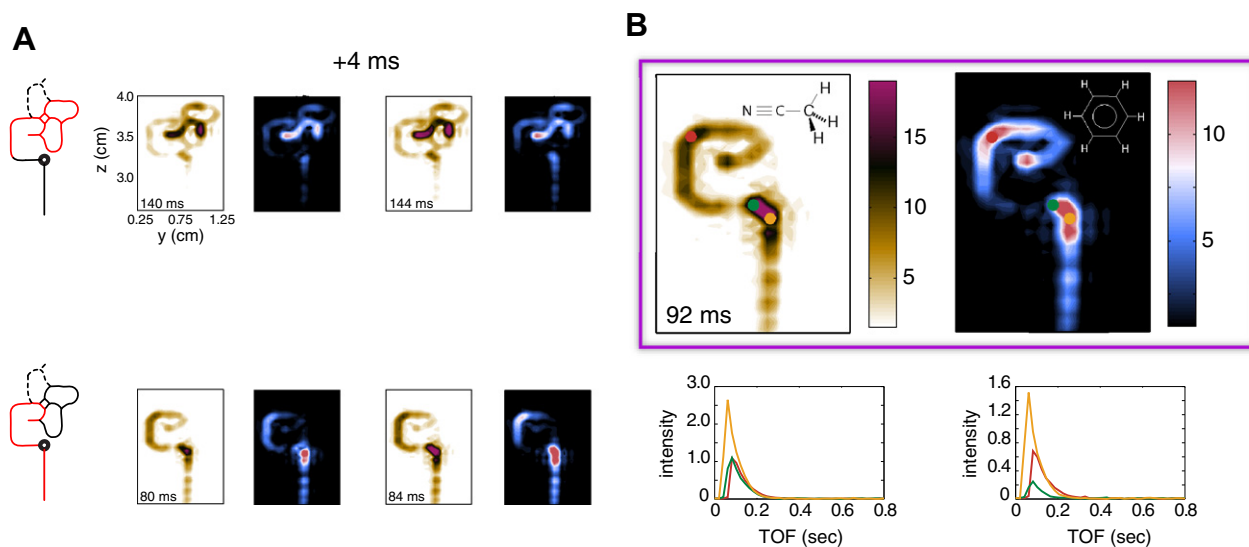 A
+4 ms
4.0
3.5
3.0
z (cm)
140 ms
144 ms
0.25 0.75 1.25
y (cm)
80 ms
84 ms
B
N C H
H
H
15
10
5
92 ms
H H
H H
H H
10
5
3.0
2.0
1.0
0
intensity
0 0.2 0.4 0.6 0.8
TOF (sec)
1.6
1.2
0.8
0.4
0
intensity
0 0.2 0.4 0.6 0.8
TOF (sec)